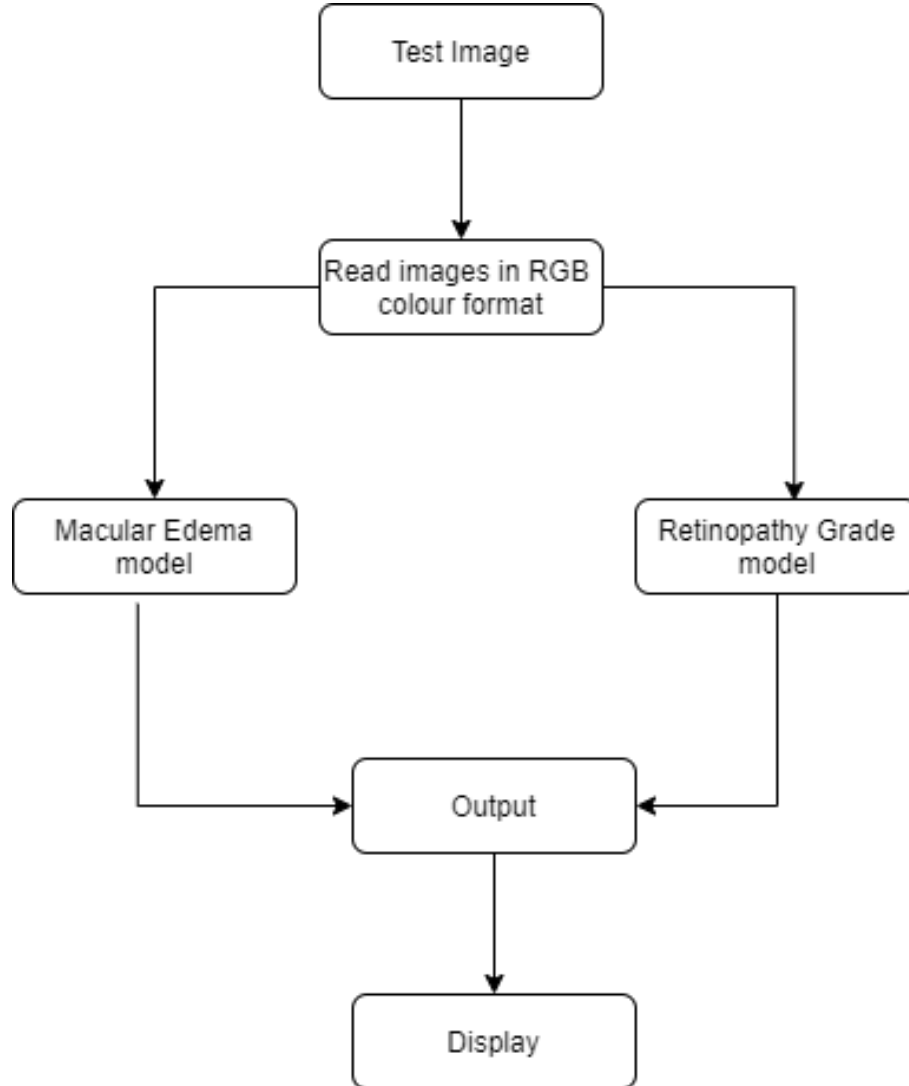 Test Image
Read images in RGB
colour format
Macular Edema
model
Retinopathy Grade
model
Output
Display